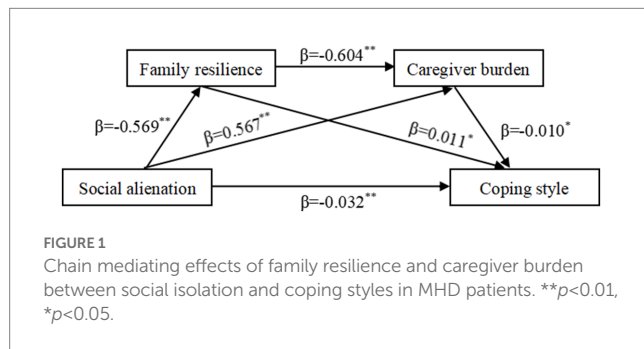 β=-0.604**
Family resilience
Caregiver burden
β=-0.569**
β=0.567**
β=0.011*
β=-0.010*
Social alienation
Coping style
β=-0.032**
FIGURE 1
Chain mediating effects of family resilience and caregiver burden
between social isolation and coping styles in MHD patients. **p<0.01,
*p<0.05.